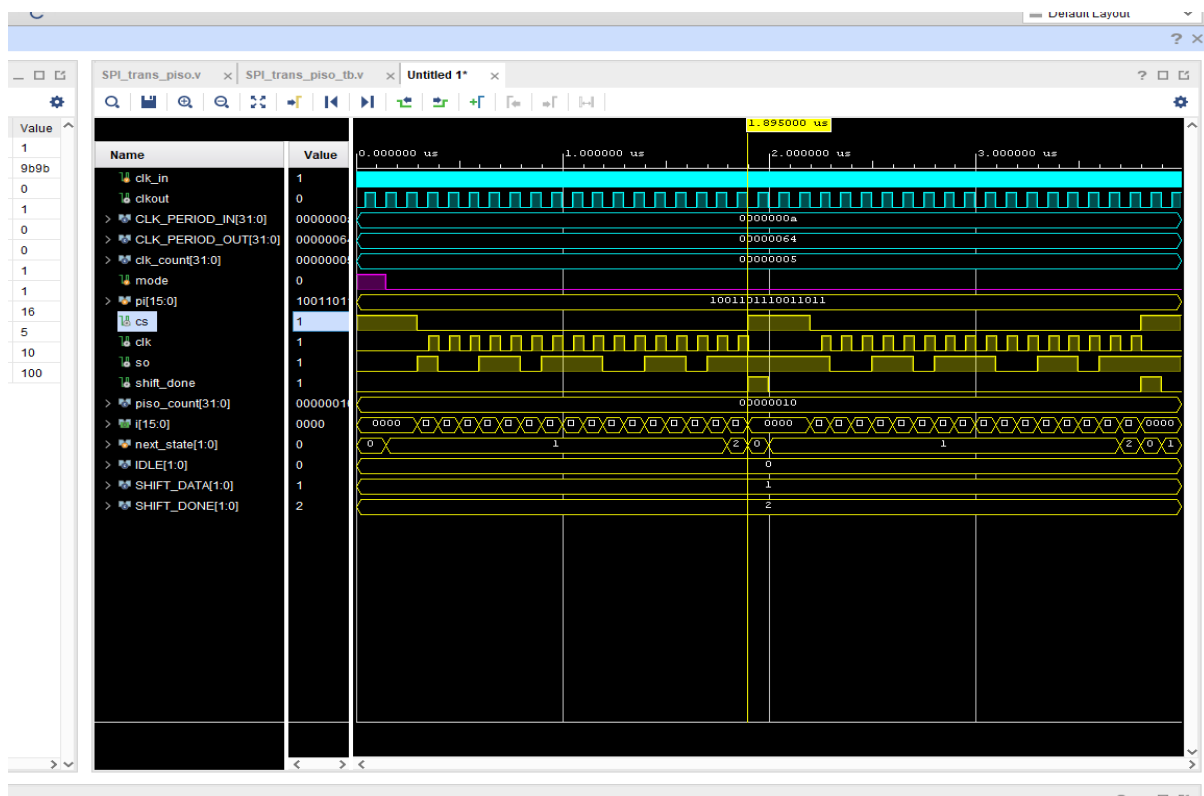 Default Layout
SPI_trans_piso.v SPI_trans_piso_tb.v Untitled 1*
Value
1
9b9b
0
1
0
0
1
1
16
5
10
100
1.895000 us
Name Value 0.000000 us 1.000000 us 2.000000 us 3.000000 us
clk_in 1
clkout 0
CLK_PERIOD_IN[31:0] 0000000a
CLK_PERIOD_OUT[31:0] 00000064 00000064
clk_count[31:0] 00000005 00000005
mode 0
pi[15:0] 10011011 1001101110011011
cs 1
clk 1
so 1
shift_done 1
piso_count[31:0] 00000010 00000010
i[15:0] 0000 0000 0000 0000
next_state[1:0] 0 0 1 2 0 1 2 0 1
IDLE[1:0] 0 0
SHIFT_DATA[1:0] 1 1
SHIFT_DONE[1:0] 2 2